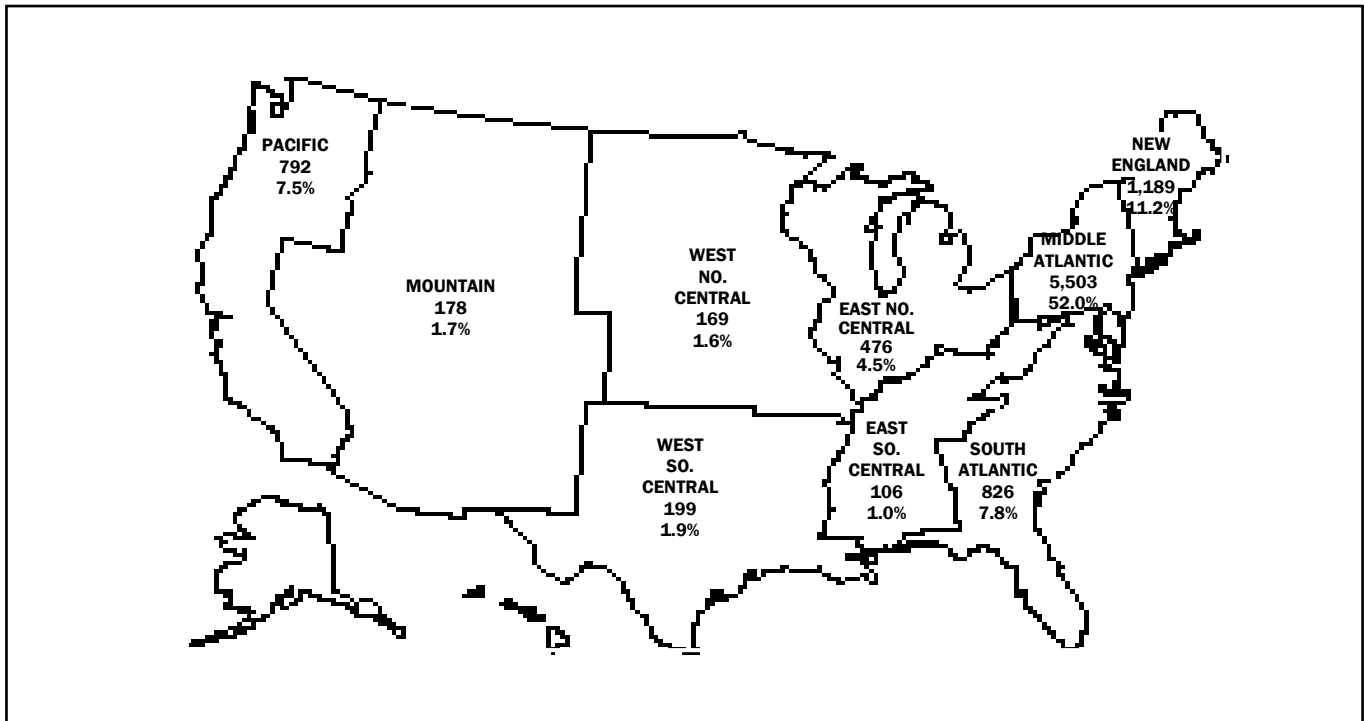 PACIFIC
792
7.5%
MOUNTAIN
178
1.7%
WEST
NO.
CENTRAL
169
1.6%
WEST
SO.
CENTRAL
199
1.9%
EAST NO.
CENTRAL
476
4.5%
EAST
SO.
CENTRAL
106
1.0%
SOUTH
ATLANTIC
826
7.8%
MIDDLE
ATLANTIC
5,503
52.0%
NEW
ENGLAND
1,189
11.2%